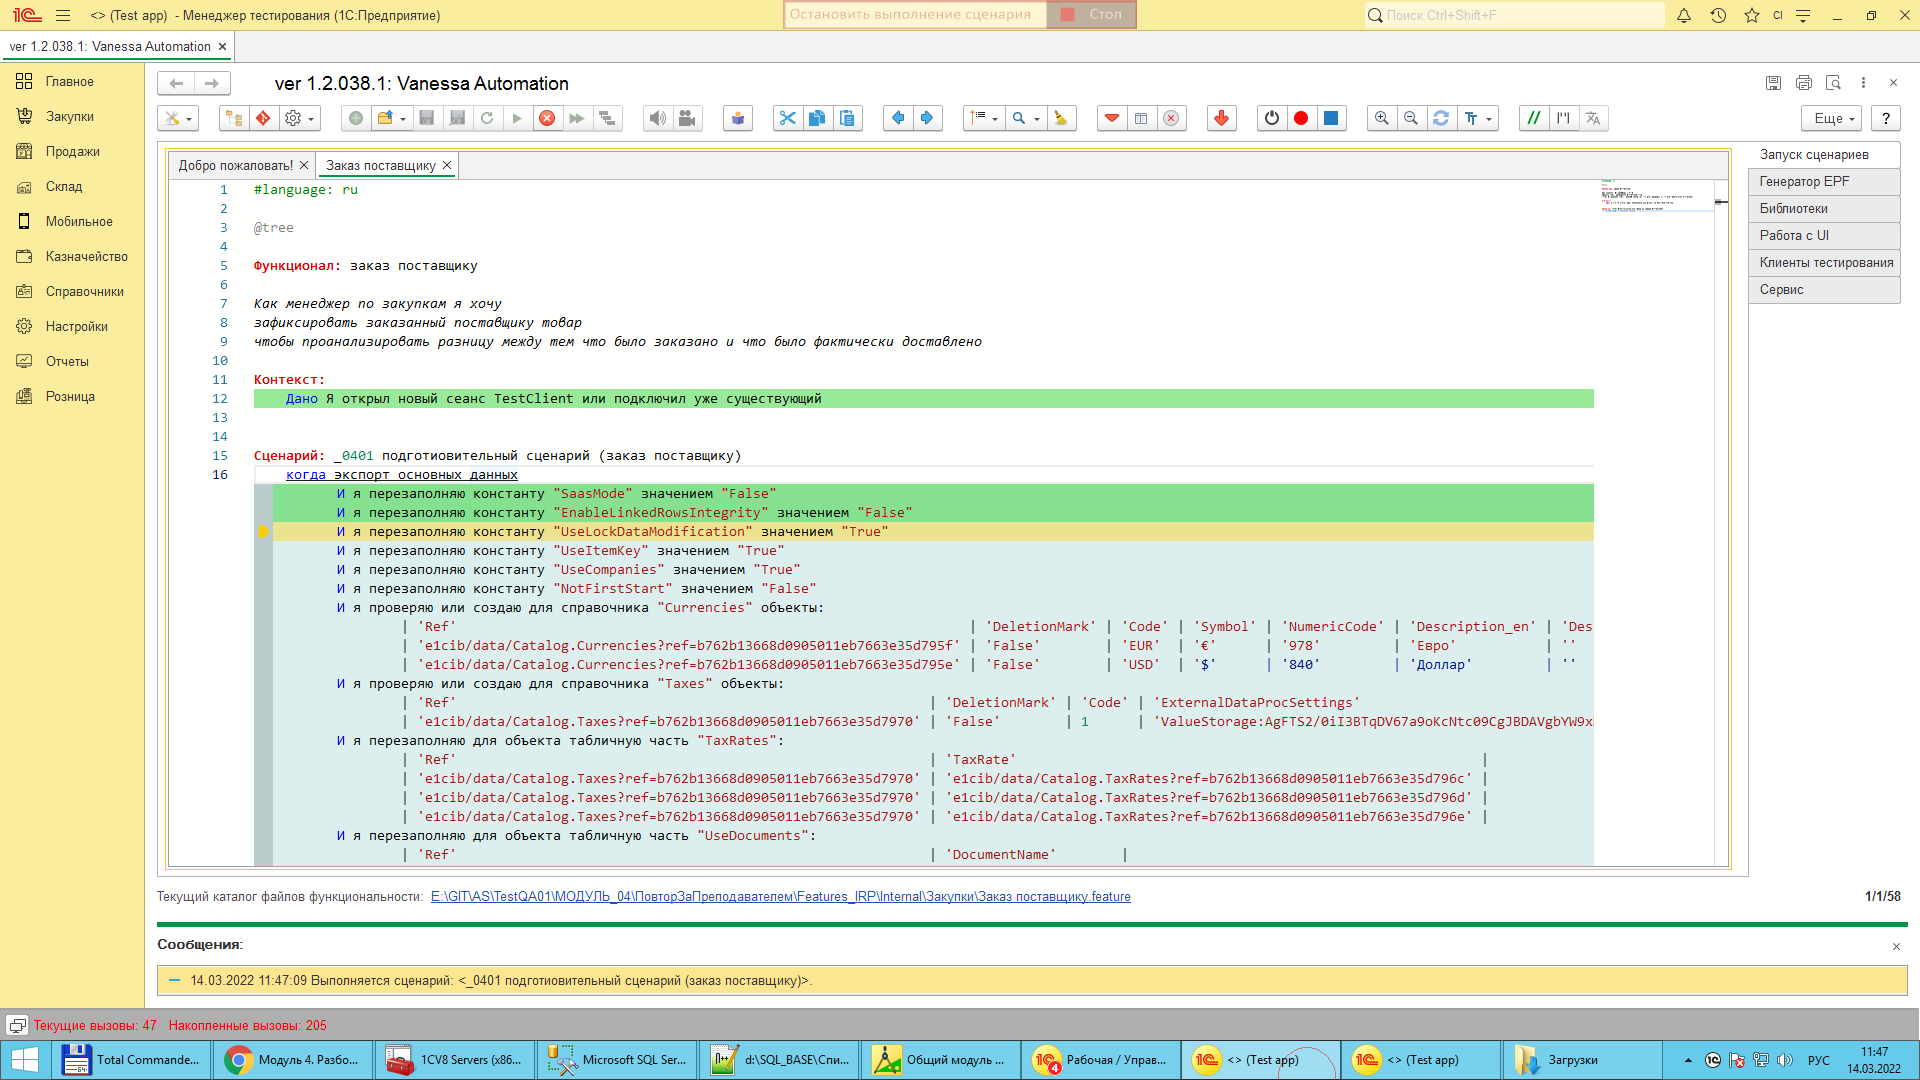 <> (Test app) - Менеджер тестирования (1С:Предприятие)
Остановить выполнение сценария Стоп
Поиск Ctrl+Shift+F
CI
ver 1.2.038.1: Vanessa Automation ×
Главное
Закупки
Продажи
Склад
Мобильное
Казначейство
Справочники
Настройки
Отчеты
Розница
ver 1.2.038.1: Vanessa Automation
Еще
?
Добро пожаловать! ×
Заказ поставщику ×
Запуск сценариев
Генератор EPF
Библиотеки
Работа с UI
Клиенты тестирования
Сервис
1 #language: ru
2
3 @tree
4
5 Функционал: заказ поставщику
6
7 Как менеджер по закупкам я хочу
8 зафиксировать заказанный поставщику товар
9 чтобы проанализировать разницу между тем что было заказано и что было фактически доставлено
10
11 Контекст:
12 Дано Я открыл новый сеанс TestClient или подключил уже существующий
13
14
15 Сценарий: _0401 подготиовительный сценарий (заказ поставщику)
16 когда экспорт основных данных
И я перезаполняю константу "SaasMode" значением "False"
И я перезаполняю константу "EnableLinkedRowsIntegrity" значением "False"
И я перезаполняю константу "UseLockDataModification" значением "True"
И я перезаполняю константу "UseItemKey" значением "True"
И я перезаполняю константу "UseCompanies" значением "True"
И я перезаполняю константу "NotFirstStart" значением "False"
И я проверяю или создаю для справочника "Currencies" объекты:
| 'Ref' | 'DeletionMark' | 'Code' | 'Symbol' | 'NumericCode' | 'Description_en' | 'Des
| 'e1cib/data/Catalog.Currencies?ref=b762b13668d0905011eb7663e35d795f' | 'False' | 'EUR' | '€' | '978' | 'Евро' | ''
| 'e1cib/data/Catalog.Currencies?ref=b762b13668d0905011eb7663e35d795e' | 'False' | 'USD' | '$' | '840' | 'Доллар' | ''
И я проверяю или создаю для справочника "Taxes" объекты:
| 'Ref' | 'DeletionMark' | 'Code' | 'ExternalDataProcSettings'
| 'e1cib/data/Catalog.Taxes?ref=b762b13668d0905011eb7663e35d7970' | 'False' | 1 | 'ValueStorage:AgFTS2/0iI3BTqDV67a9oKcNtc09CgJBDAVgbYW9x
И я перезаполняю для объекта табличную часть "TaxRates":
| 'Ref' | 'TaxRate' |
| 'e1cib/data/Catalog.Taxes?ref=b762b13668d0905011eb7663e35d7970' | 'e1cib/data/Catalog.TaxRates?ref=b762b13668d0905011eb7663e35d796c' |
| 'e1cib/data/Catalog.Taxes?ref=b762b13668d0905011eb7663e35d7970' | 'e1cib/data/Catalog.TaxRates?ref=b762b13668d0905011eb7663e35d796d' |
| 'e1cib/data/Catalog.Taxes?ref=b762b13668d0905011eb7663e35d7970' | 'e1cib/data/Catalog.TaxRates?ref=b762b13668d0905011eb7663e35d796e' |
И я перезаполняю для объекта табличную часть "UseDocuments":
| 'Ref' | 'DocumentName' |
Текущий каталог файлов функциональности: E:\GIT\AS\TestQA01\МОДУЛЬ_04\ПовторЗаПреподавателем\Features_IRP\Internal\Закупки\Заказ поставщику.feature
1/1/58
Сообщения:
14.03.2022 11:47:09 Выполняется сценарий: <_0401 подготиовительный сценарий (заказ поставщику)>.
Текущие вызовы: 47 Накопленные вызовы: 205
Total Commande...
Модуль 4. Разбо...
1CV8 Servers (x86...
Microsoft SQL Ser...
d:\SQL_BASE\Спи...
Общий модуль ...
Рабочая / Управ...
<> (Test app)
<> (Test app)
Загрузки
РУС
11:47
14.03.2022